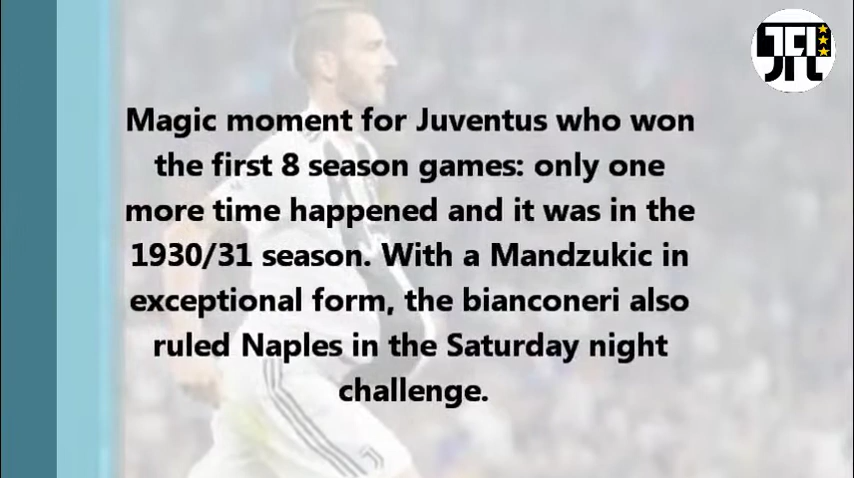 JFL
Magic moment for Juventus who won
the first 8 season games: only one
more time happened and it was in the
1930/31 season. With a Mandzukic in
exceptional form, the bianconeri also
ruled Naples in the Saturday night
challenge.